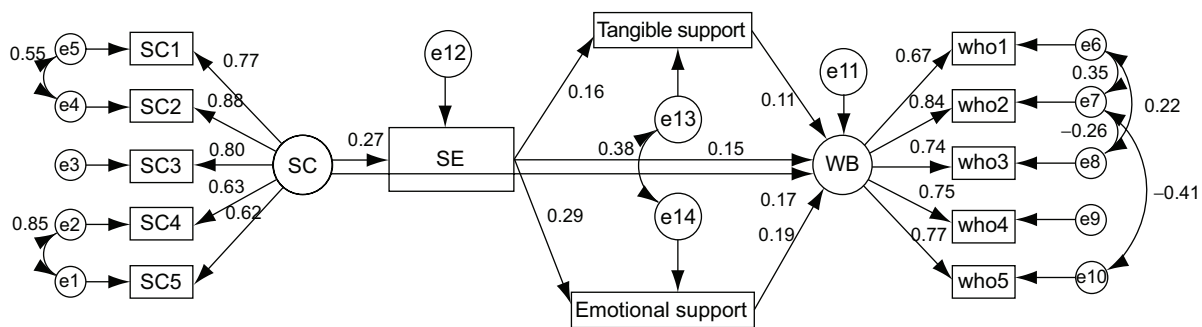 Tangible support
e5
SC1
0.55
0.77
e12
e11
0.67
who1
e6
0.35
e4
SC2
0.88
0.16
0.11
0.84
who2
e7
0.22
e13
−0.26
e3
SC3
0.80
SC
0.27
SE
0.38
0.15
WB
0.74
who3
e8
0.63
0.75
−0.41
0.85
e2
SC4
0.62
0.29
e14
0.17
0.19
0.77
who4
e9
e1
SC5
who5
e10
Emotional support